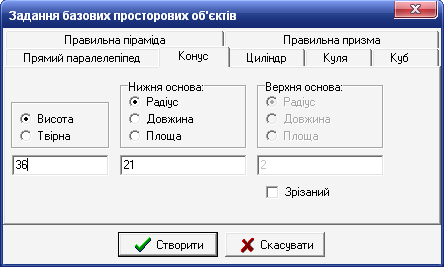 Задання базових просторових об'єктів
Правильна піраміда Правильна призма
Прямий паралелепіпед Конус Циліндр Куля Куб
Нижня основа: Верхня основа:
Радіус Радіус
Висота Довжина Довжина
Твірна Площа Площа
36 21 2
Зрізаний
Створити Скасувати